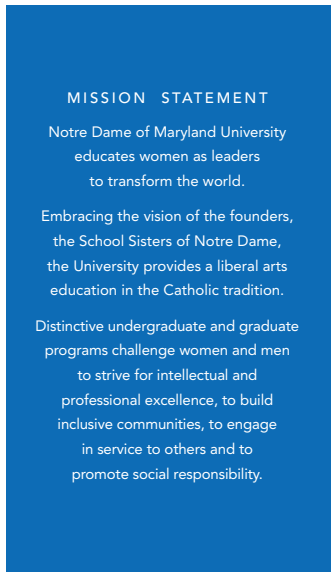 MISSION STATEMENT
Notre Dame of Maryland University
educates women as leaders
to transform the world.
Embracing the vision of the founders,
the School Sisters of Notre Dame,
the University provides a liberal arts
education in the Catholic tradition.
Distinctive undergraduate and graduate
programs challenge women and men
to strive for intellectual and
professional excellence, to build
inclusive communities, to engage
in service to others and to
promote social responsibility.